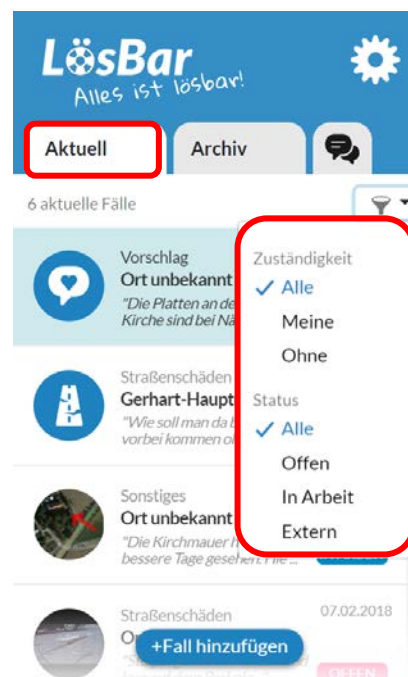 LösBar
Alles ist lösbar!
Aktuell
Archiv
6 aktuelle Fälle
Vorschlag
Ort unbekannt
"Die Platten an de
Kirche sind bei Nä
Straßenschäden
Gerhart-Haupt
"Wie soll man da b
vorbei kommen o
Sonstiges
Ort unbekannt
"Die Kirchmauer h
bessere Tage gesehen.
Straßenschäden
07.02.2018
OFFEN
+Fall hinzufügen
Zuständigkeit
Alle
Meine
Ohne
Status
Alle
Offen
In Arbeit
Extern